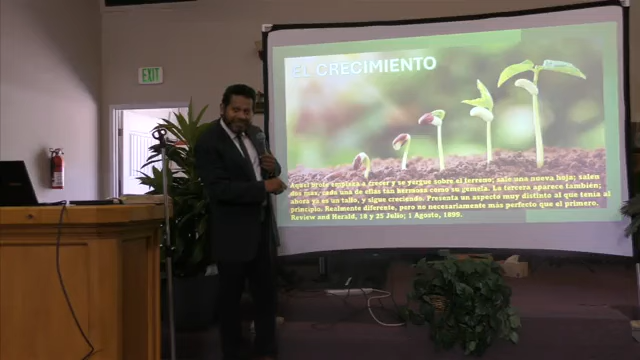 EXIT
EL CRECIMIENTO
Aquel brote empieza a crecer y se yergue sobre el terreno; sale una nueva hoja; salen
dos mas, cada una de ellas tan hermosa como su gemela. La tercera aparece también;
ahora ya es un tallo, y sigue creciendo. Presenta un aspecto muy distinto al que tenía al
principio. Realmente diferente, pero no necesariamente más perfecto que el primero.
Review and Herald, 18 y 25 Julio; 1 Agosto, 1899.